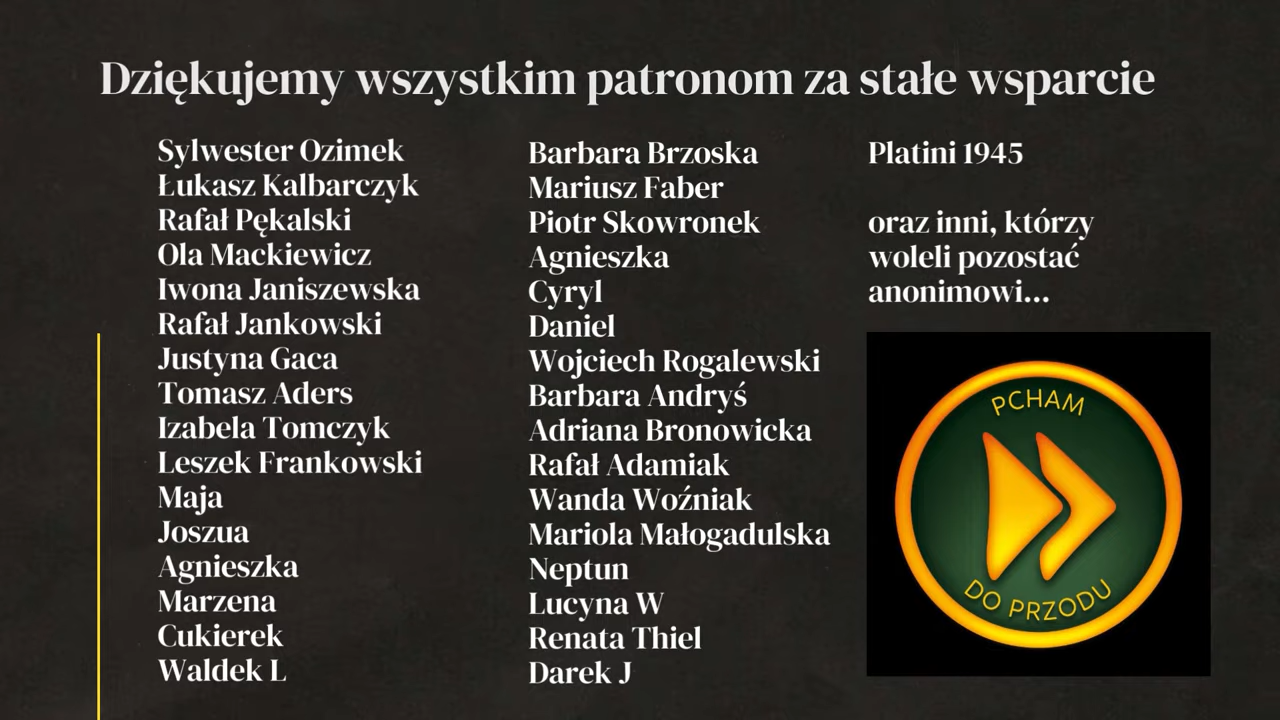 Dziękujemy wszystkim patronom za stałe wsparcie
Sylwester Ozimek
Łukasz Kalbarczyk
Rafał Pękalski
Ola Mackiewicz
Iwona Janiszewska
Rafał Jankowski
Justyna Gaca
Tomasz Aders
Izabela Tomczyk
Leszek Frankowski
Maja
Joszua
Agnieszka
Marzena
Cukierek
Waldek L
Barbara Brzoska
Mariusz Faber
Piotr Skowronek
Agnieszka
Cyryl
Daniel
Wojciech Rogalewski
Barbara Andryś
Adriana Bronowicka
Rafał Adamiak
Wanda Woźniak
Mariola Małogadulska
Neptun
Lucyna W
Renata Thiel
Darek J
Platini 1945
oraz inni, którzy
woleli pozostać
anonimowi...
PCHAM
DO PRZODU